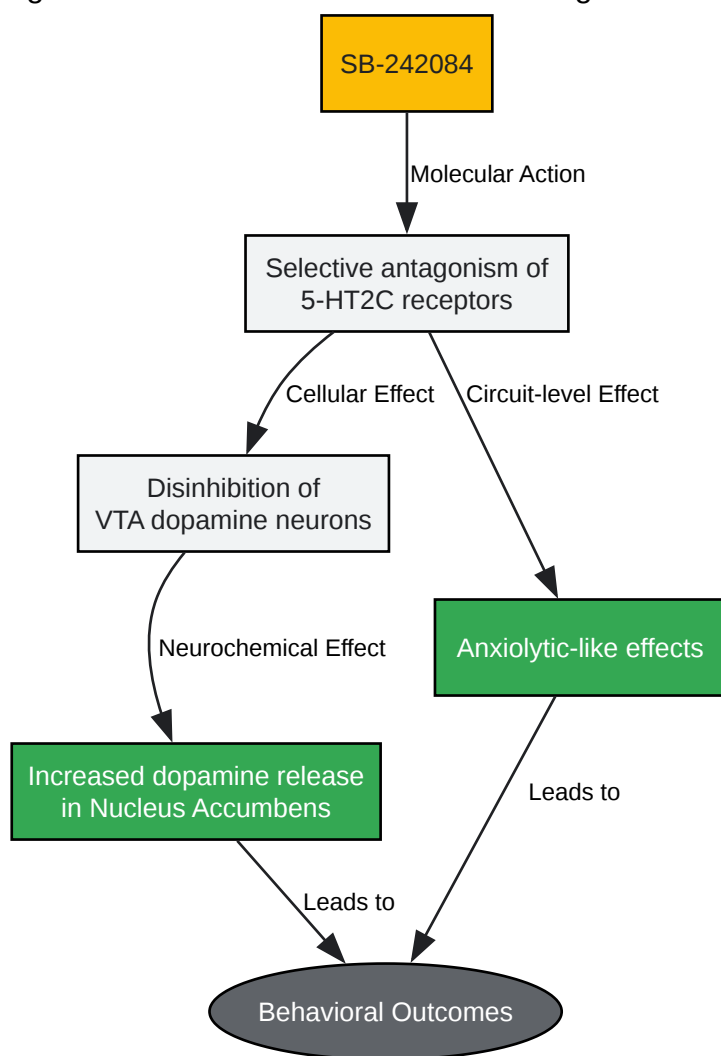 SB-242084
Molecular Action
Selective antagonism of
5-HT2C receptors
Cellular Effect
Circuit-level Effect
Disinhibition of
VTA dopamine neurons
Neurochemical Effect
Anxiolytic-like effects
Increased dopamine release
in Nucleus Accumbens
Leads to
Leads to
Behavioral Outcomes